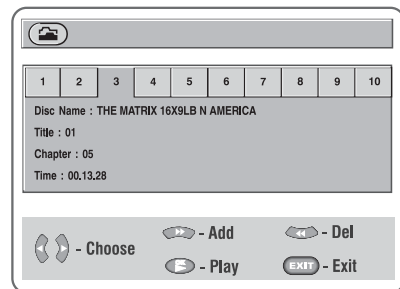 1 2 3 4 5 6 7 8 9 10
Disc Name : THE MATRIX 16X9LB N AMERICA
Title : 01
Chapter : 05
Time : 00.13.28
- Choose - Add - Del
- Play EXIT - Exit